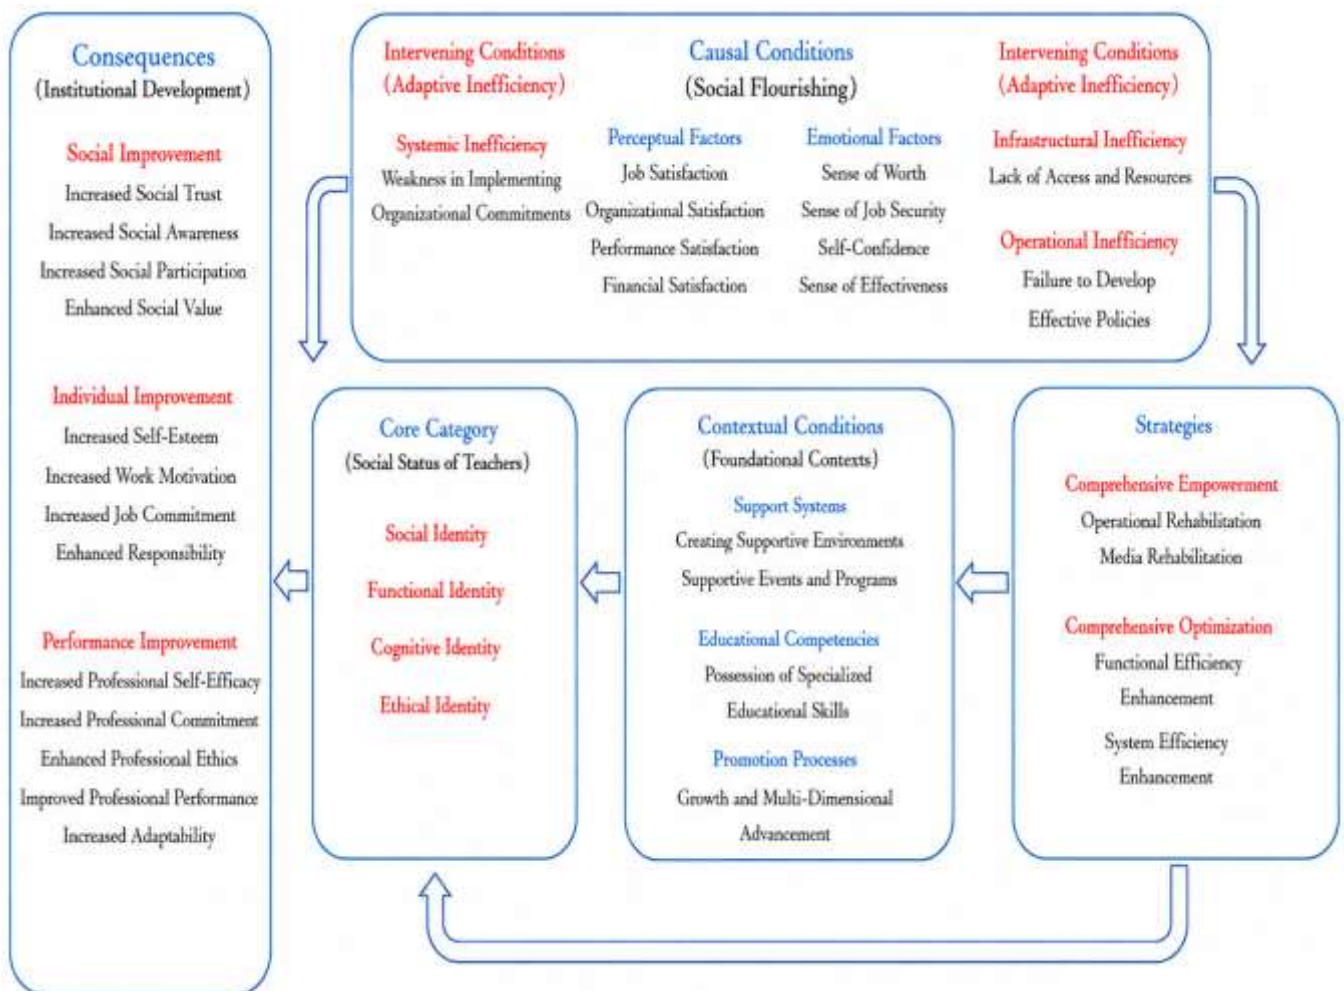 Consequences
(Institutional Development)
Social Improvement
Increased Social Trust
Increased Social Awareness
Increased Social Participation
Enhanced Social Value
Individual Improvement
Increased Self-Esteem
Increased Work Motivation
Increased Job Commitment
Enhanced Responsibility
Performance Improvement
Increased Professional Self-Efficacy
Increased Professional Commitment
Enhanced Professional Ethics
Improved Professional Performance
Increased Adaptability
Intervening Conditions
(Adaptive Inefficiency)
Systemic Inefficiency
Weakness in Implementing
Organizational Commitments
Causal Conditions
(Social Flourishing)
Perceptual Factors
Job Satisfaction
Organizational Satisfaction
Performance Satisfaction
Financial Satisfaction
Emotional Factors
Sense of Worth
Sense of Job Security
Self-Confidence
Sense of Effectiveness
Intervening Conditions
(Adaptive Inefficiency)
Infrastructural Inefficiency
Lack of Access and Resources
Operational Inefficiency
Failure to Develop
Effective Policies
Core Category
(Social Status of Teachers)
Social Identity
Functional Identity
Cognitive Identity
Ethical Identity
Contextual Conditions
(Foundational Contexts)
Support Systems
Creating Supportive Environments
Supportive Events and Programs
Educational Competencies
Possession of Specialized
Educational Skills
Promotion Processes
Growth and Multi-Dimensional
Advancement
Strategies
Comprehensive Empowerment
Operational Rehabilitation
Media Rehabilitation
Comprehensive Optimization
Functional Efficiency
Enhancement
System Efficiency
Enhancement